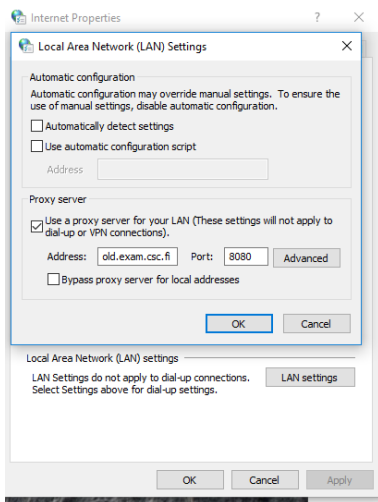 Internet Properties
Local Area Network (LAN) Settings
Automatic configuration
Automatic configuration may override manual settings. To ensure the
use of manual settings, disable automatic configuration.
Automatically detect settings
Use automatic configuration script
Address
Proxy server
Use a proxy server for your LAN (These settings will not apply to
dial-up or VPN connections).
Address: old.exam.csc.fi Port: 8080 Advanced
Bypass proxy server for local addresses
OK Cancel
Local Area Network (LAN) settings
LAN Settings do not apply to dial-up connections. LAN settings
Select Settings above for dial-up settings.
OK Cancel Apply